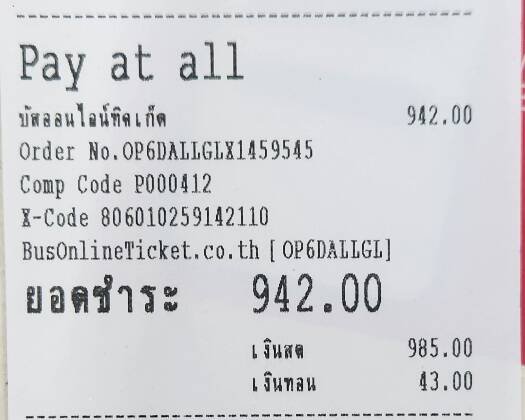 Pay at all
บัสออนไลน์ทิคเก็ต 942.00
Order No.OP6DALLGLX1459545
Comp Code P000412
X-Code 806010259142110
BusOnlineTicket.co.th [OP6DALLGL]
ยอดชำระ 942.00
เงินสด 985.00
เงินทอน 43.00